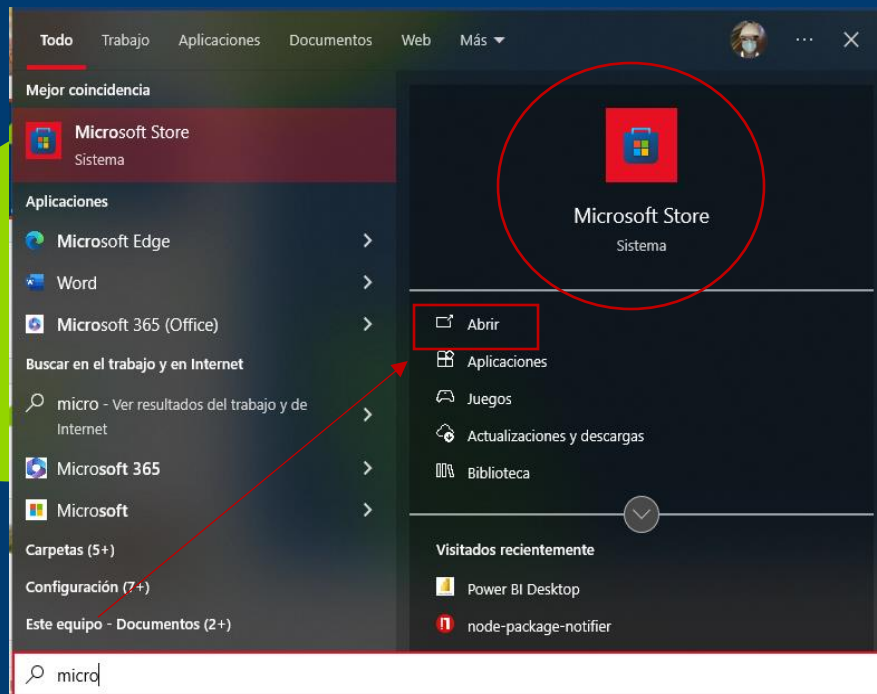 Todo Trabajo Aplicaciones Documentos Web Más
Mejor coincidencia
Microsoft Store
Sistema
Aplicaciones
Microsoft Edge
Word
Microsoft 365 (Office)
Buscar en el trabajo y en Internet
micro - Ver resultados del trabajo y de
Internet
Microsoft 365
Microsoft
Carpetas (5+)
Configuración (7+)
Este equipo - Documentos (2+)
micro
Microsoft Store
Sistema
Abrir
Aplicaciones
Juegos
Actualizaciones y descargas
Biblioteca
Visitados recientemente
Power BI Desktop
node-package-notifier